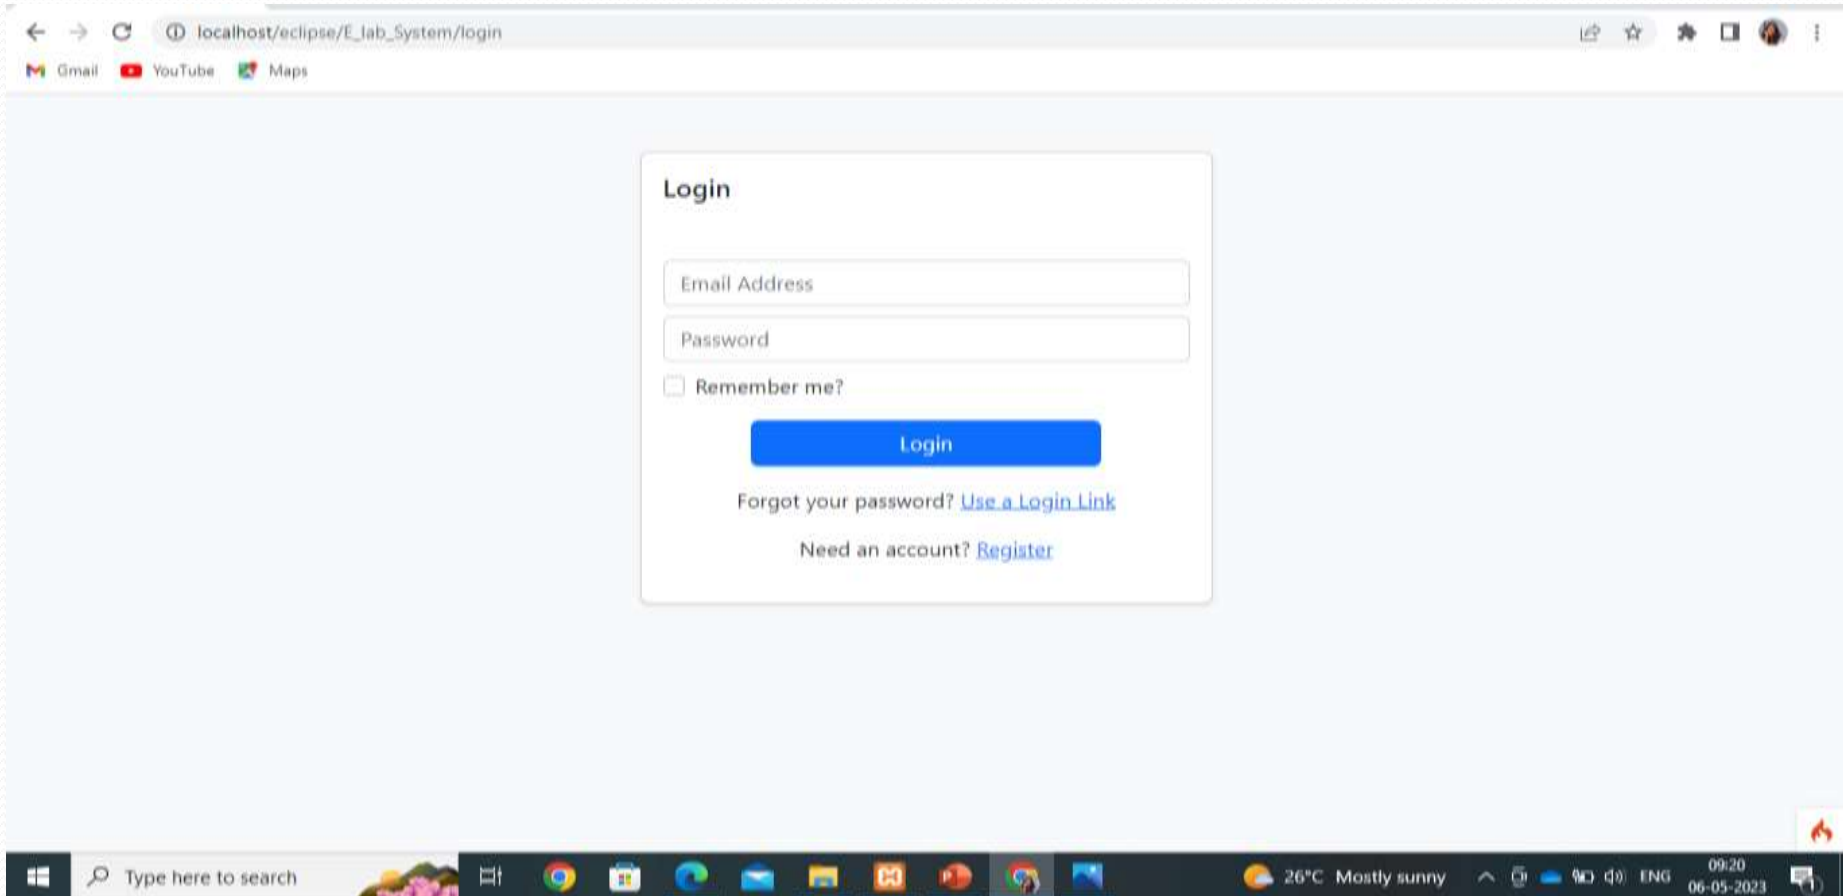 localhost/eclipse/E_lab_System/login
Gmail YouTube Maps
Login
Email Address
Password
Remember me?
Login
Forgot your password? Use a Login Link
Need an account? Register
Type here to search
26°C Mostly sunny
ENG
09:20
06-05-2023
1